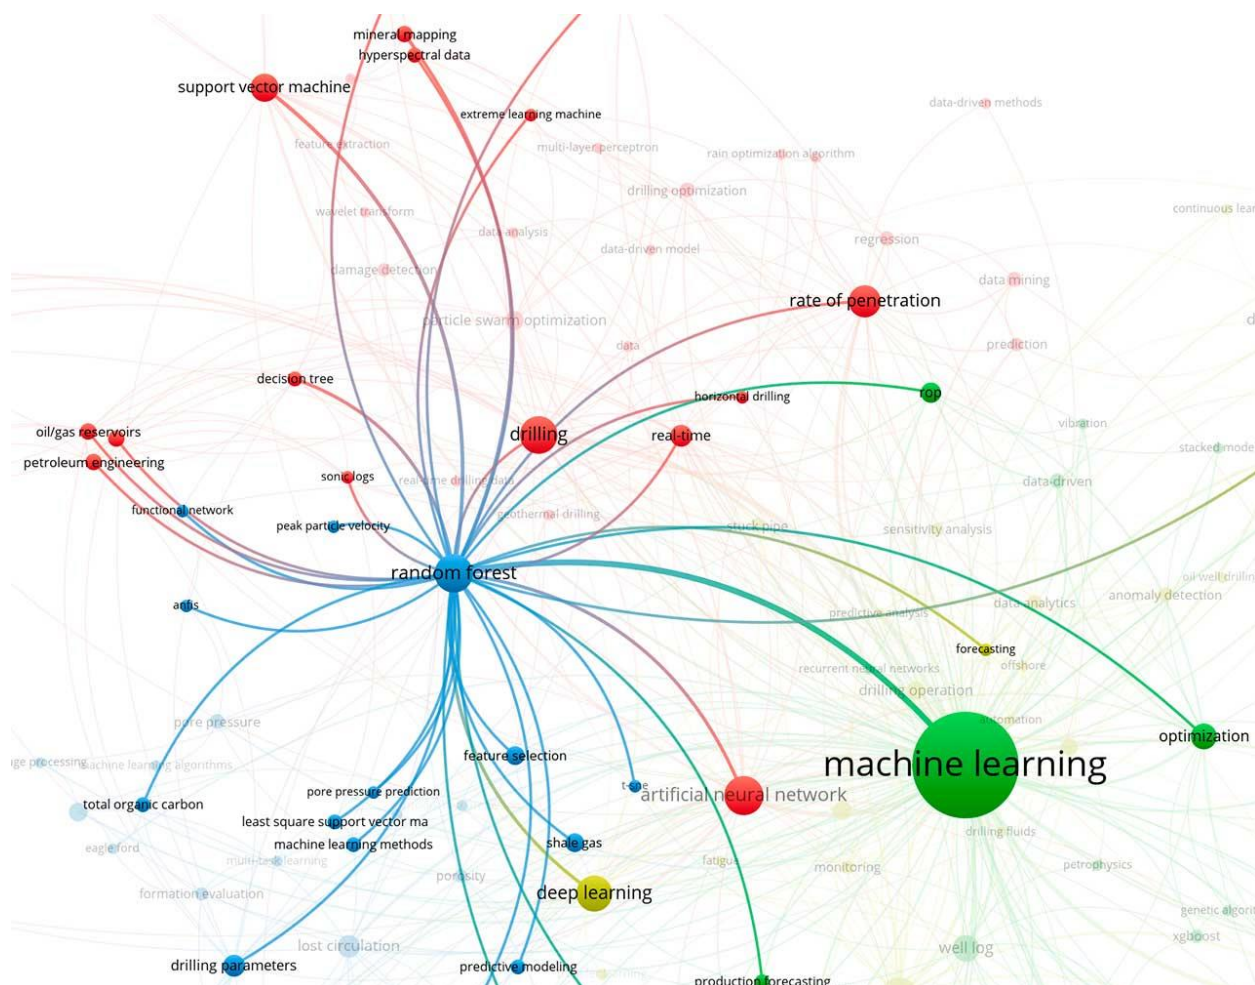 mineral mapping
hyperspectral data
support vector machine
data-driven methods
extreme learning machine
feature extraction
multi-layer perceptron
rain optimization algorithm
drilling optimization
wavelet transform
continuous lear
data analysis
regression
data-driven model
damage detection
data mining
rate of penetration
particle swarm optimization
d
data
prediction
decision tree
rop
horizontal drilling
vibration
oil/gas reservoirs
drilling
real-time
stacked mode
petroleum engineering
sonic logs
real-time drilling data
data-driven
functional network
geothermal drilling
peak particle velocity
stuck pipe
sensitivity analysis
random forest
oil well drillin
anomaly detection
anfis
data analytics
predictive analysis
forecasting
recurrent neural networks
offshore
drilling operation
pore pressure
automation
optimization
feature selection
ge processing
machine learning algorithms
machine learning
t-sne
pore pressure prediction
artificial neural network
total organic carbon
least square support vector ma
drilling fluids
machine learning methods
shale gas
eagle ford
multi-task learning
fatigue
monitoring
petrophysics
porosity
formation evaluation
deep learning
genetic algorit
lost circulation
well log
xgboost
drilling parameters
predictive modeling
production forecasting